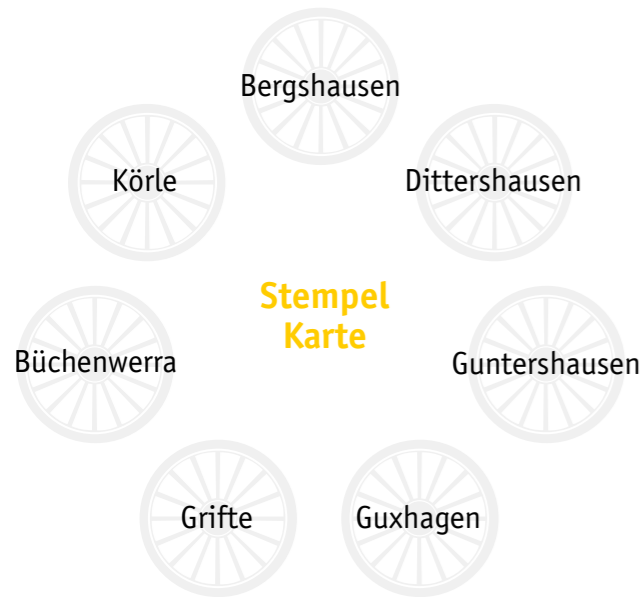 Bergshausen
Körle
Dittershausen
Stempel
Karte
Büchenwerra
Guntershausen
Grifte
Guxhagen